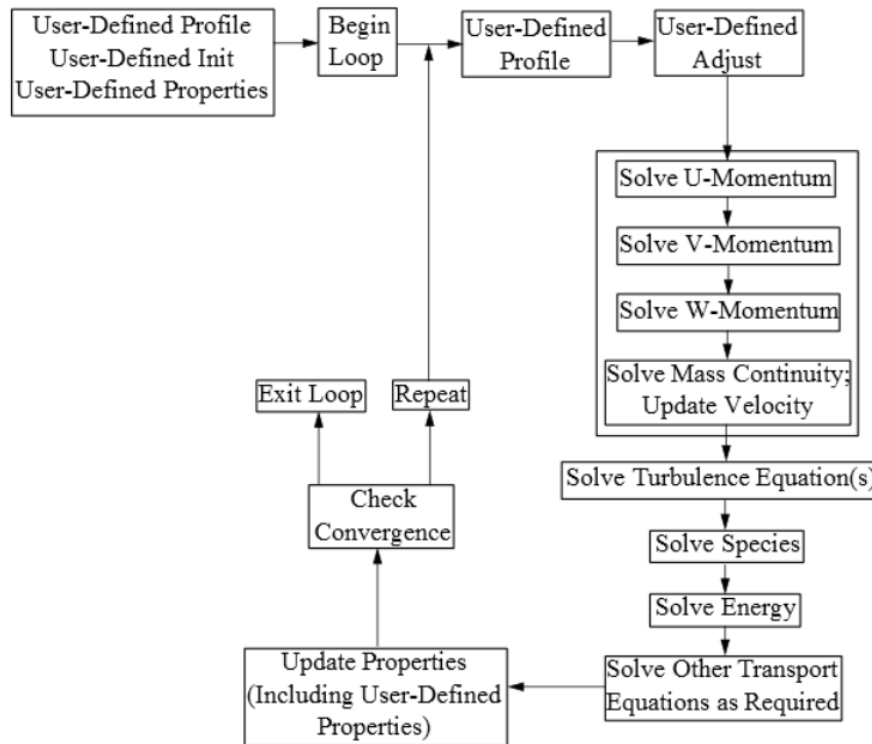 User-Defined Profile
User-Defined Init
User-Defined Properties
Begin
Loop
User-Defined
Profile
User-Defined
Adjust
Solve U-Momentum
Solve V-Momentum
Solve W-Momentum
Solve Mass Continuity;
Update Velocity
Solve Turbulence Equation(s)
Solve Species
Solve Energy
Solve Other Transport
Equations as Required
Update Properties
(Including User-Defined
Properties)
Check
Convergence
Exit Loop
Repeat